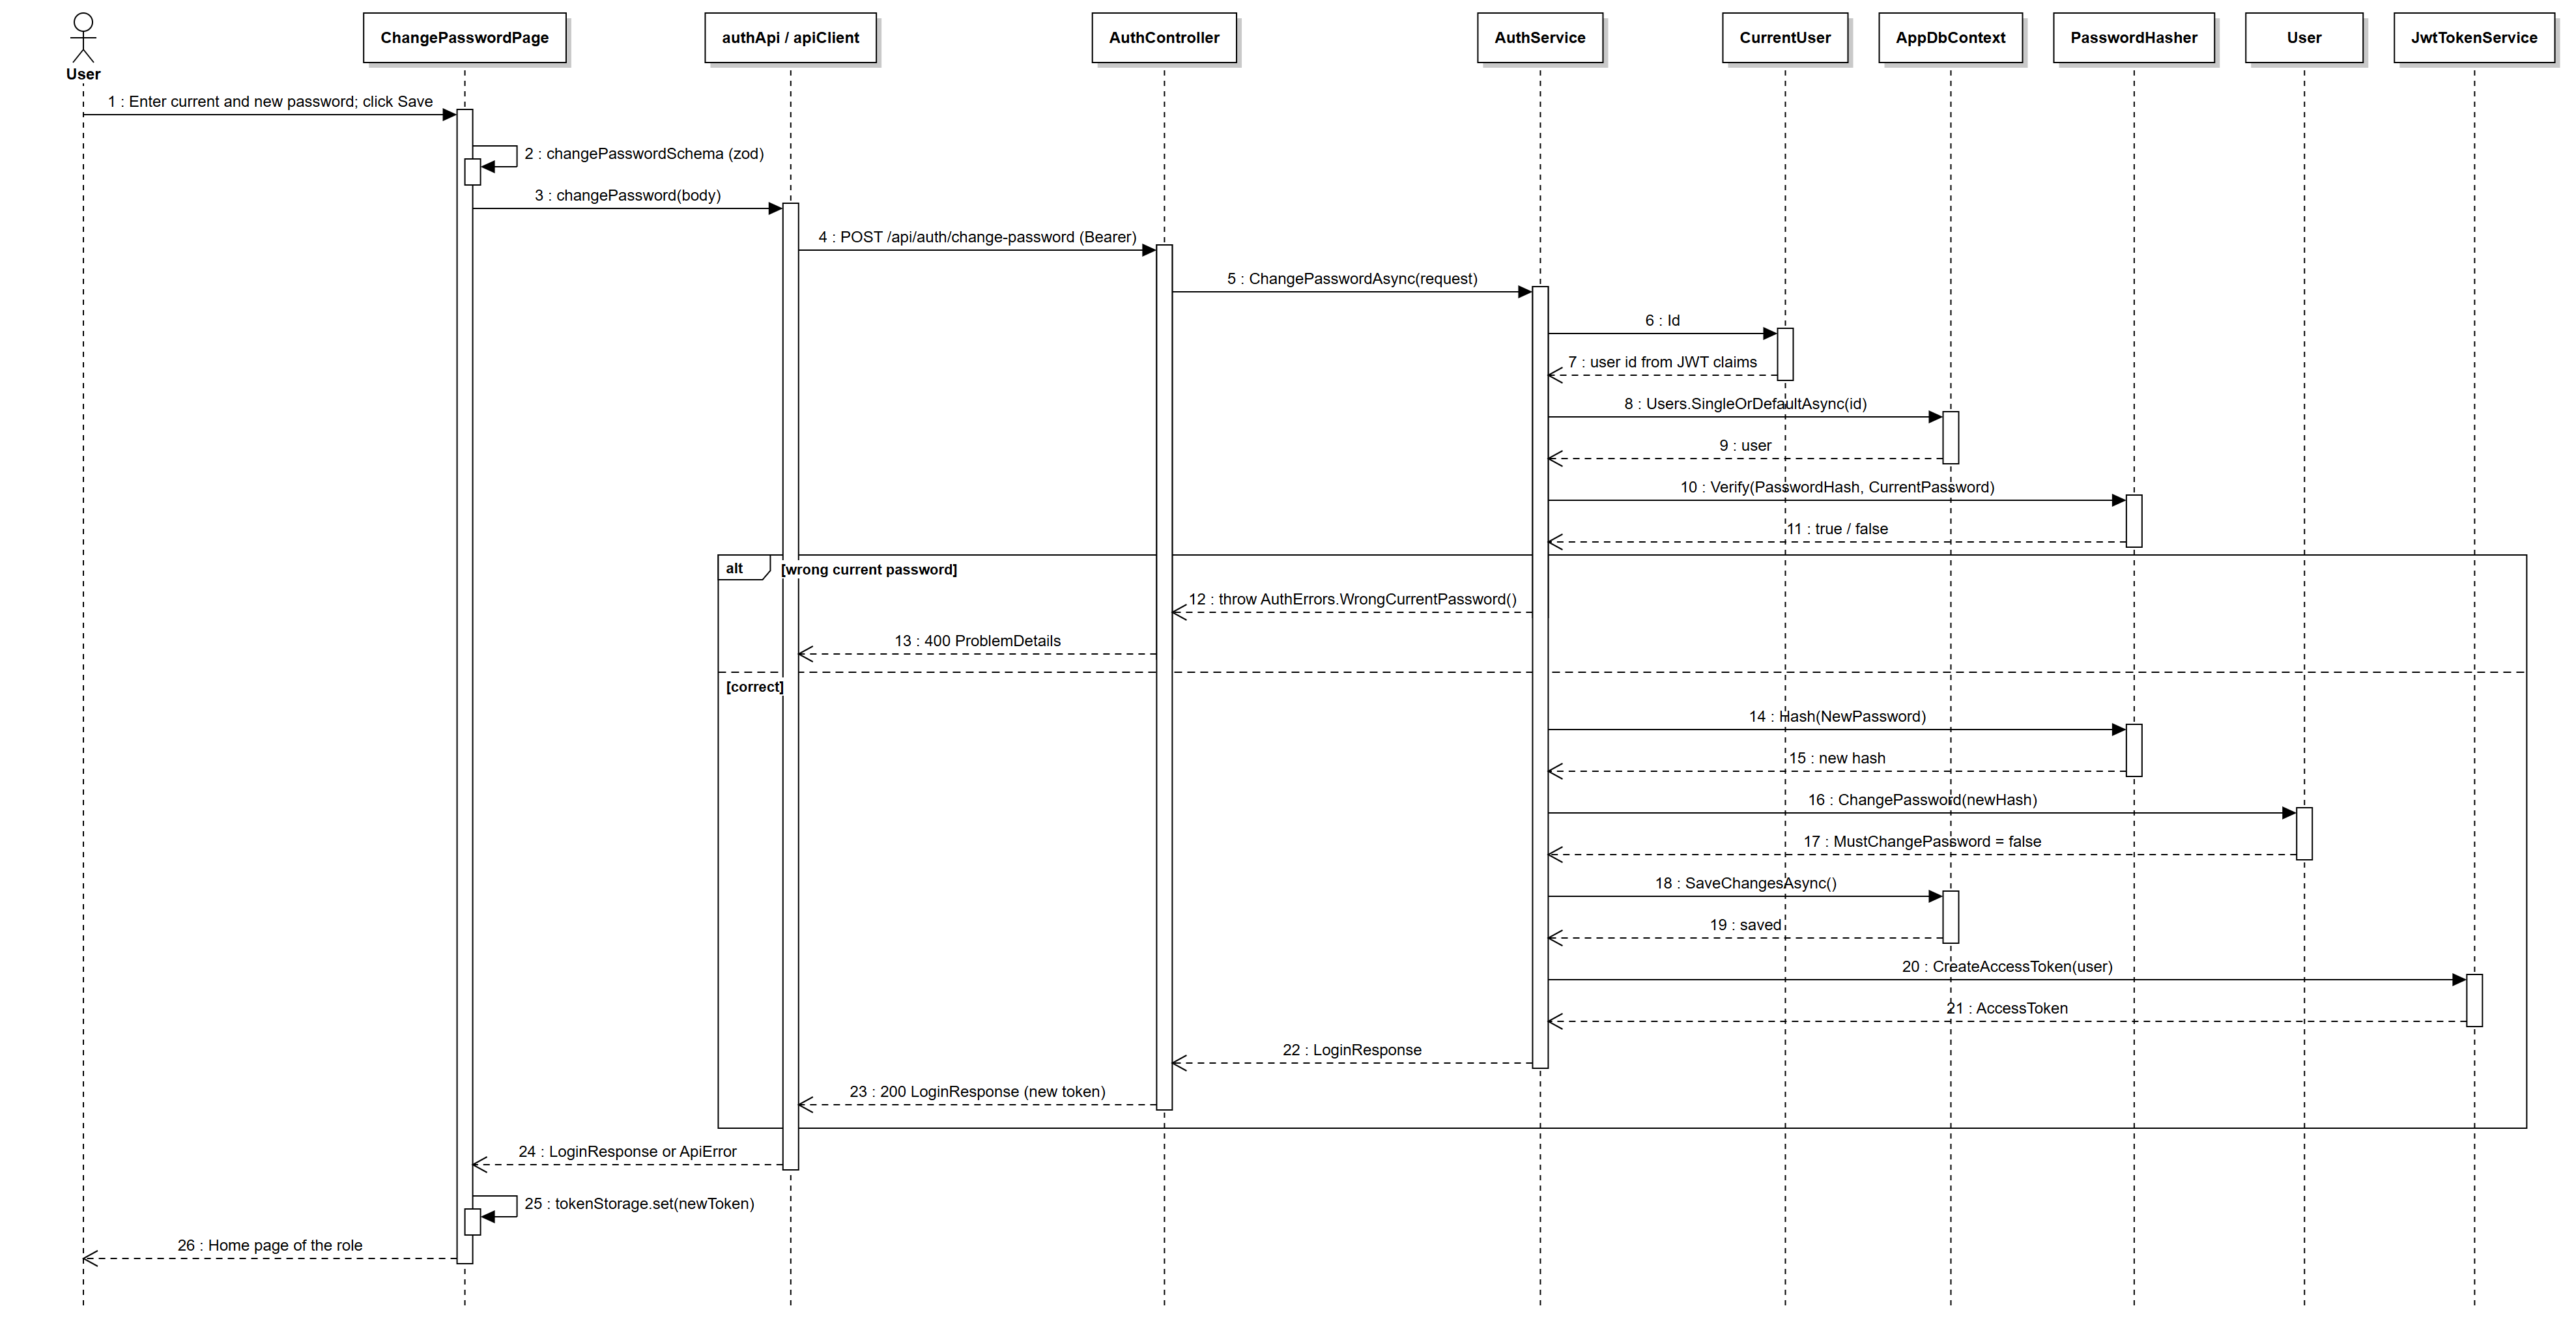 User
ChangePasswordPage
authApi / apiClient
AuthController
AuthService
CurrentUser
AppDbContext
PasswordHasher
User
JwtTokenService
1 : Enter current and new password; click Save
2 : changePasswordSchema (zod)
3 : changePassword(body)
4 : POST /api/auth/change-password (Bearer)
5 : ChangePasswordAsync(request)
6 : Id
7 : user id from JWT claims
8 : Users.SingleOrDefaultAsync(id)
9 : user
10 : Verify(PasswordHash, CurrentPassword)
11 : true / false
alt
[wrong current password]
12 : throw AuthErrors.WrongCurrentPassword()
13 : 400 ProblemDetails
[correct]
14 : Hash(NewPassword)
15 : new hash
16 : ChangePassword(newHash)
17 : MustChangePassword = false
18 : SaveChangesAsync()
19 : saved
20 : CreateAccessToken(user)
21 : AccessToken
22 : LoginResponse
23 : 200 LoginResponse (new token)
24 : LoginResponse or ApiError
25 : tokenStorage.set(newToken)
26 : Home page of the role